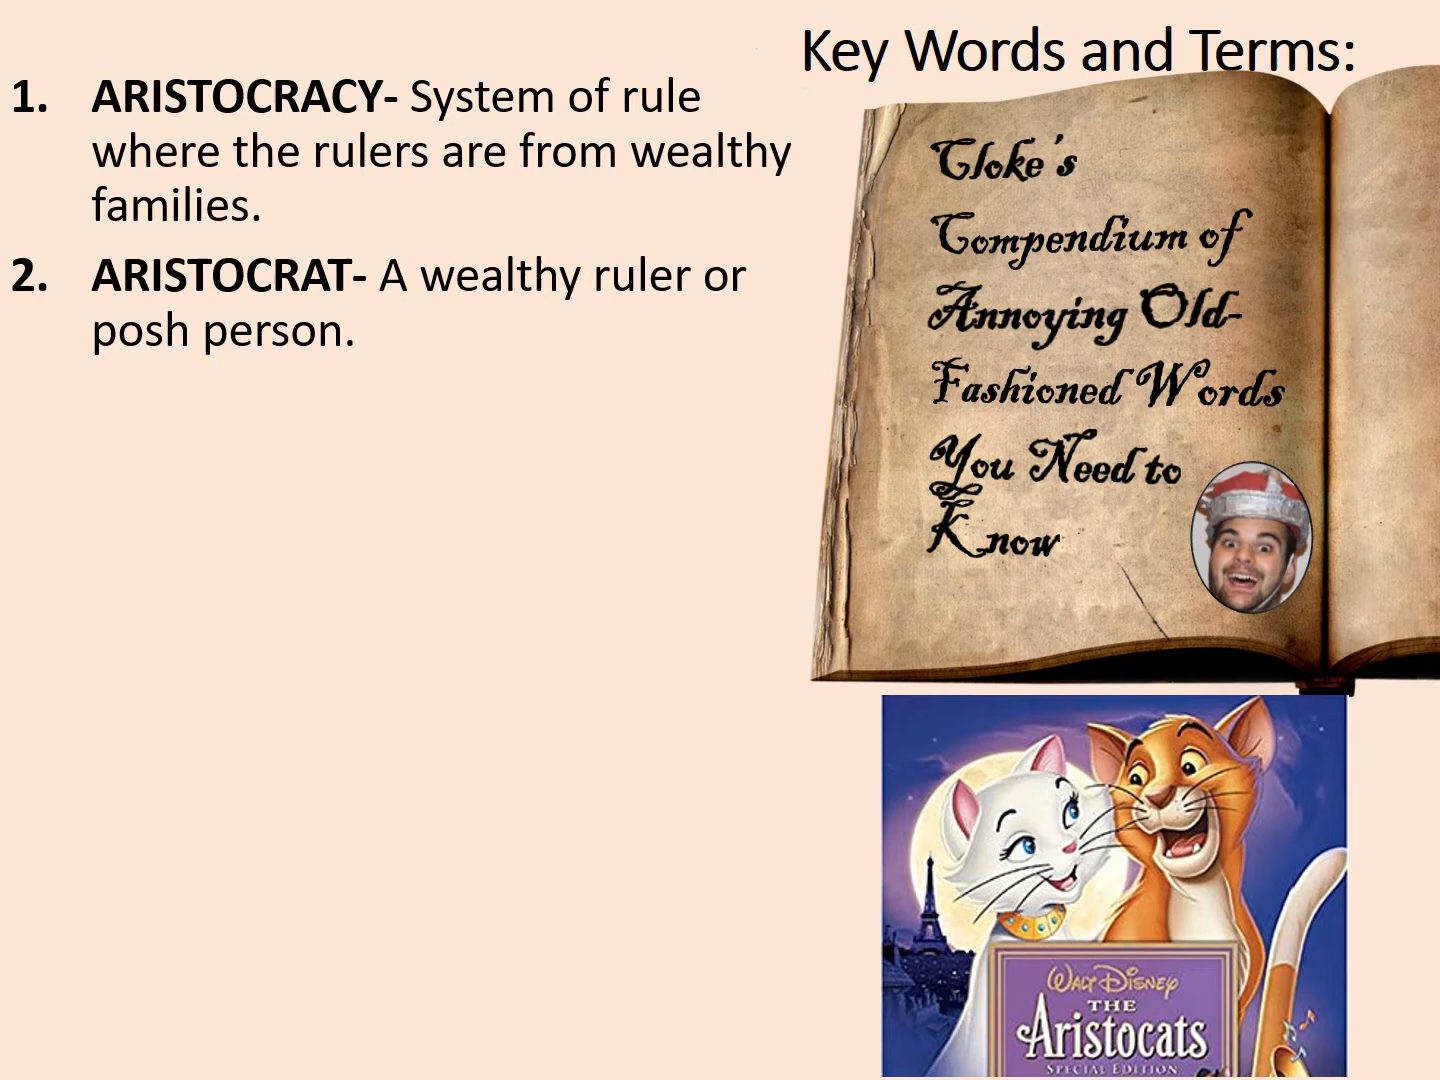 Key Words and Terms:
1. ARISTOCRACY- System of rule
where the rulers are from wealthy
families.
2. ARISTOCRAT- A wealthy ruler or
posh person.
Cloke's
Compendium of
Annoying Old-
Fashioned Words
You Need to
Know
WALT DISNEY
THE
Aristocats
SPECIAL EDITION